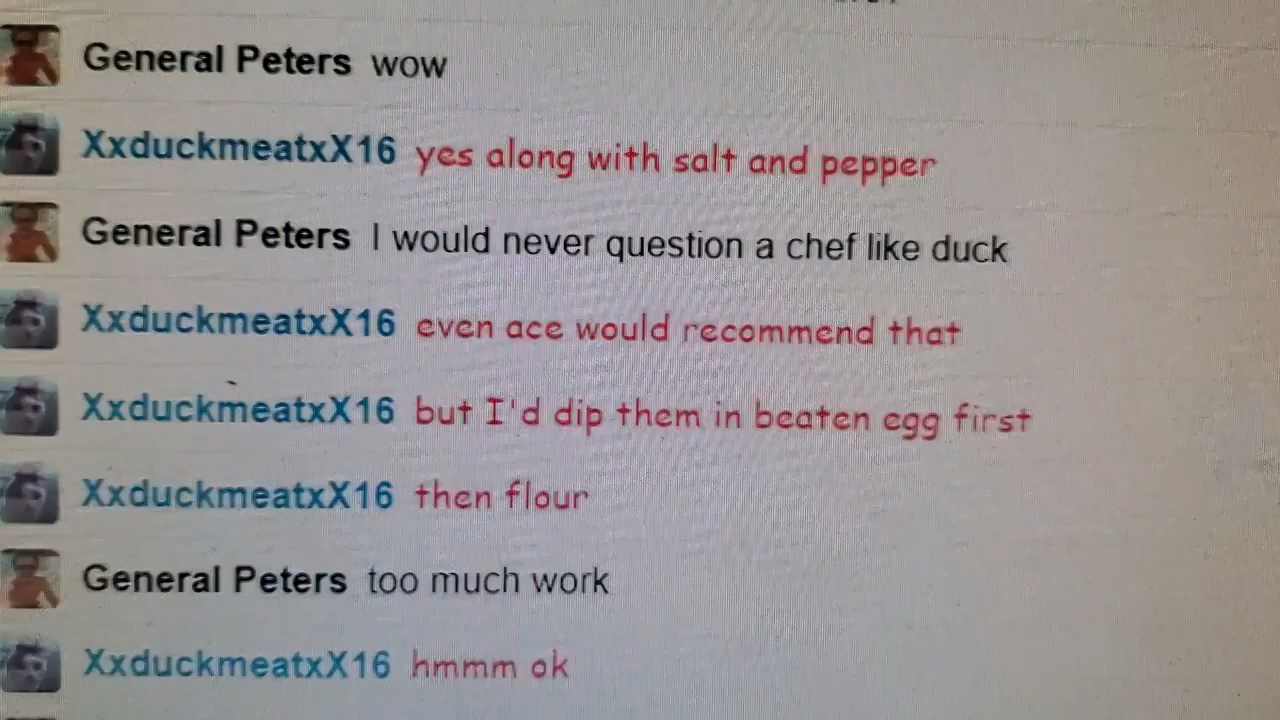 General Peters wow
XxduckmeatxX16 yes along with salt and pepper
General Peters I would never question a chef like duck
XxduckmeatxX16 even ace would recommend that
XxduckmeatxX16 but I'd dip them in beaten egg first
XxduckmeatxX16 then flour
General Peters too much work
XxduckmeatxX16 hmmm ok